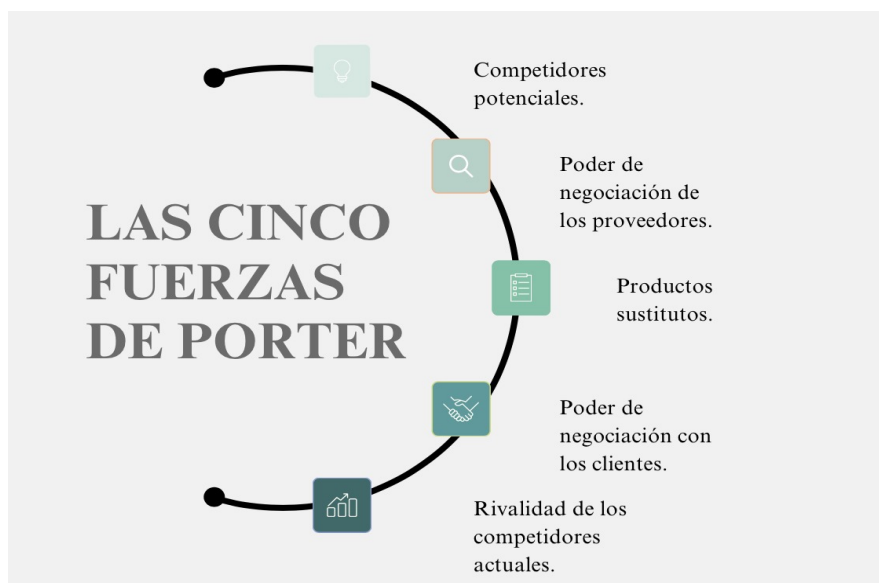 LAS CINCO
FUERZAS
DE PORTER
Competidores
potenciales.
Poder de
negociación de
los proveedores.
Productos
sustitutos.
Poder de
negociación con
los clientes.
Rivalidad de los
competidores
actuales.